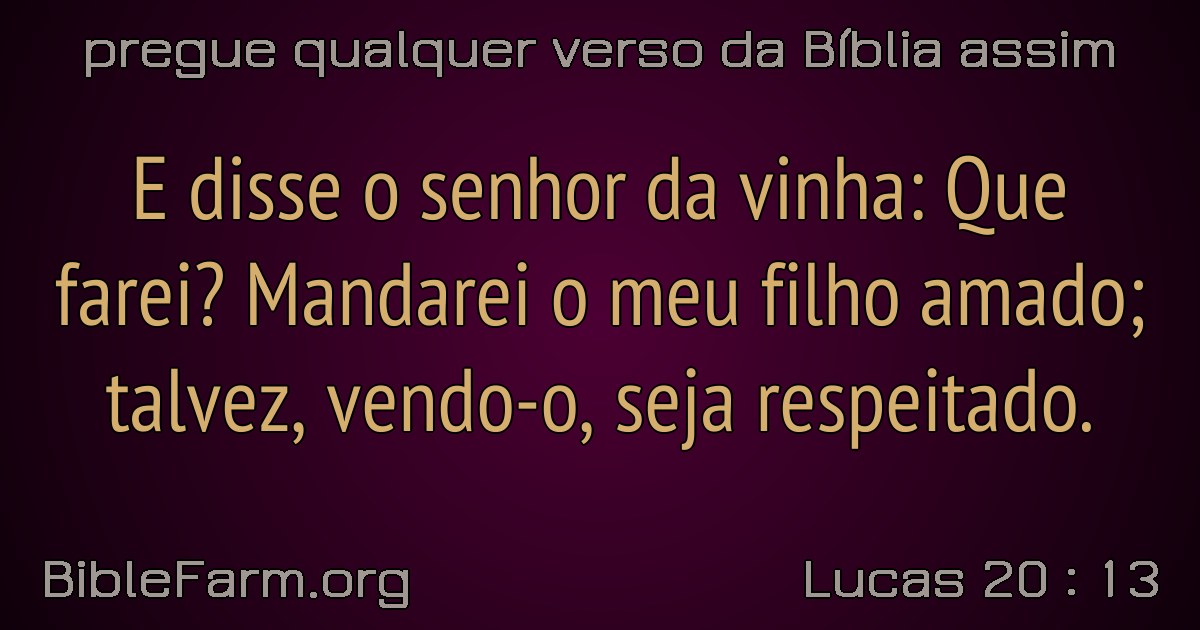 pregue qualquer verso da Bíblia assim
E disse o senhor da vinha: Que
farei? Mandarei o meu filho amado;
talvez, vendo-o, seja respeitado.
BibleFarm.org
Lucas 20 : 13